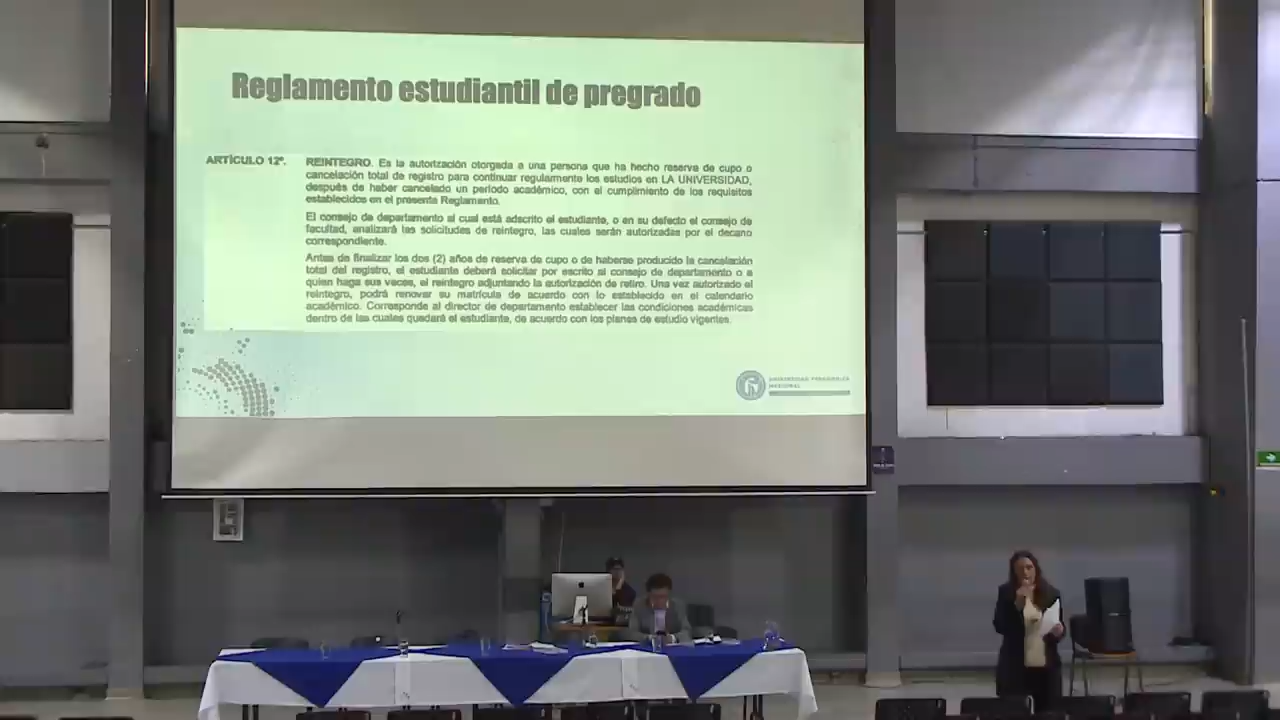 Reglamento estudiantil de pregrado
ARTÍCULO 12º. REINTEGRO. Es la autorización otorgada a una persona que ha hecho reserva de cupo o
cancelación total de registro para continuar regularmente los estudios en LA UNIVERSIDAD,
después de haber cancelado un período académico, con el cumplimiento de los requisitos
establecidos en el presente Reglamento.
El consejo de departamento al cual está adscrito el estudiante, o en su defecto el consejo de
facultad, analizará las solicitudes de reintegro, las cuales serán autorizadas por el decano
correspondiente.
Antes de finalizar los dos (2) años de reserva de cupo o de haberse producido la cancelación
total del registro, el estudiante deberá solicitar por escrito al consejo de departamento o a
quien haga sus veces, el reintegro adjuntando la autorización de retiro. Una vez autorizado el
reintegro, podrá renovar su matrícula de acuerdo con lo establecido en el calendario
académico. Corresponde al director de departamento establecer las condiciones académicas
dentro de las cuales quedará el estudiante, de acuerdo con los planes de estudio vigentes.
UNIVERSIDAD PEDAGÓGICA
NACIONAL